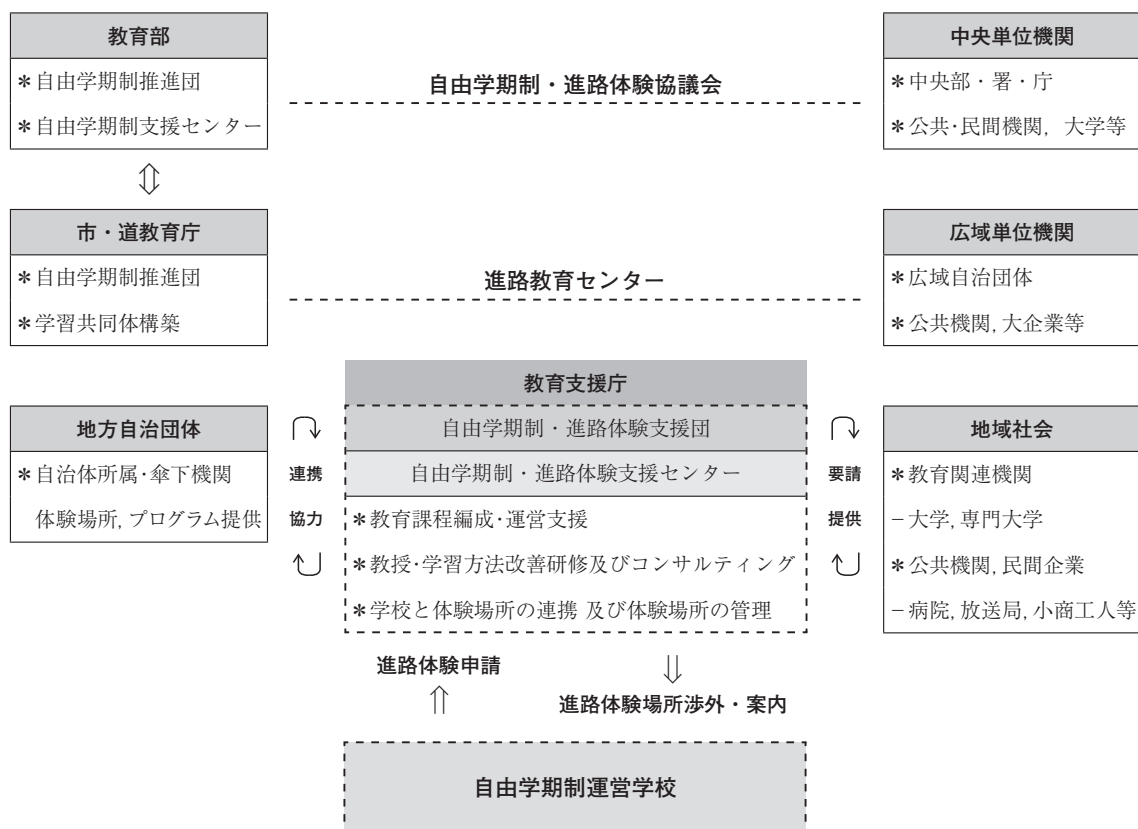 教育部
＊自由学期制推進団
＊自由学期制支援センター
自由学期制・進路体験協議会
中央単位機関
＊中央部・署・庁
＊公共・民間機関，大学等
⇕
市・道教育庁
＊自由学期制推進団
＊学習共同体構築
進路教育センター
広域単位機関
＊広域自治団体
＊公共機関, 大企業等
地方自治団体
＊自治体所属・傘下機関
体験場所, プログラム提供
連携
協力
教育支援庁
自由学期制・進路体験支援団
自由学期制・進路体験支援センター
＊教育課程編成・運営支援
＊教授・学習方法改善研修及びコンサルティング
＊学校と体験場所の連携 及び体験場所の管理
要請
提供
地域社会
＊教育関連機関
－大学, 専門大学
＊公共機関, 民間企業
－病院, 放送局, 小商工人等
進路体験申請
⇑
⇓
進路体験場所渉外・案内
自由学期制運営学校